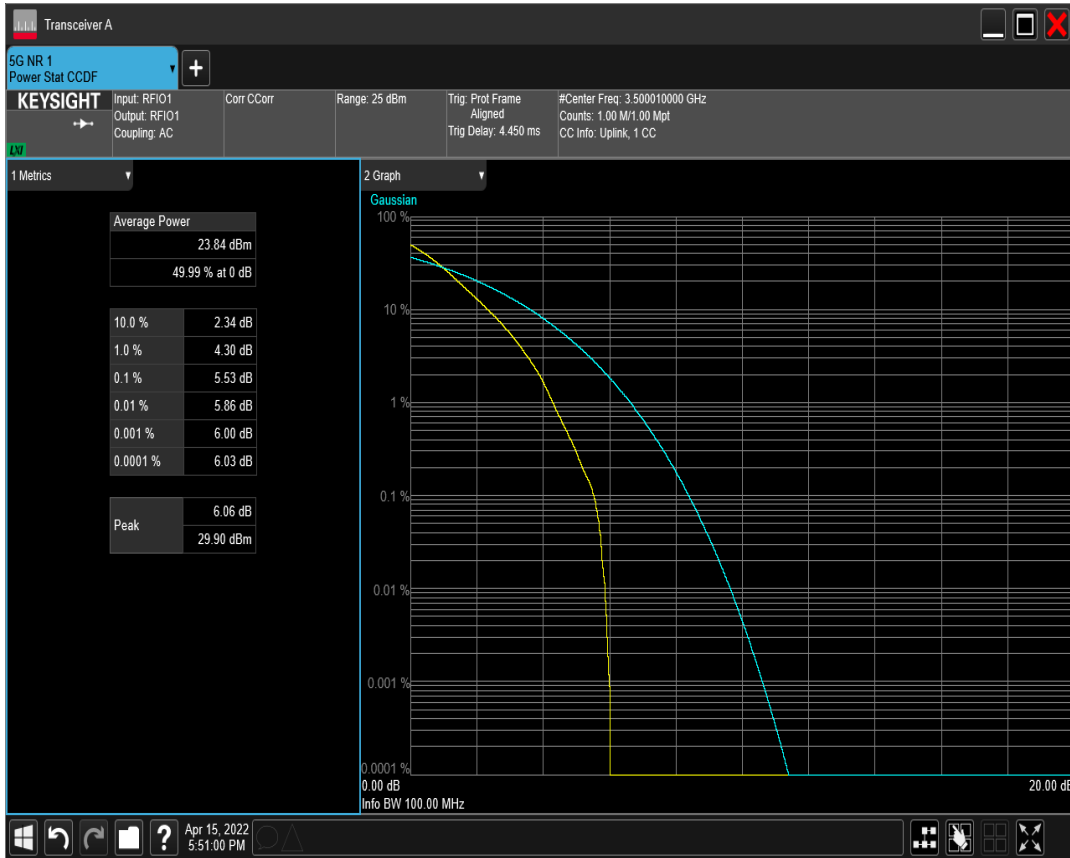 Transceiver A
5G NR 1
Power Stat CCDF
+
KEYSIGHT
LXI
Input: RFIO1
Output: RFIO1
Coupling: AC
Corr CCorr
Range: 25 dBm
Trig: Prot Frame
Aligned
Trig Delay: 4.450 ms
#Center Freq: 3.500010000 GHz
Counts: 1.00 M/1.00 Mpt
CC Info: Uplink, 1 CC
1 Metrics
Average Power
23.84 dBm
49.99 % at 0 dB
10.0 % 2.34 dB
1.0 % 4.30 dB
0.1 % 5.53 dB
0.01 % 5.86 dB
0.001 % 6.00 dB
0.0001 % 6.03 dB
Peak
6.06 dB
29.90 dBm
2 Graph
Gaussian
100 %
10 %
1 %
0.1 %
0.01 %
0.001 %
0.0001 %
0.00 dB 20.00 dB
Info BW 100.00 MHz
?
Apr 15, 2022
5:51:00 PM